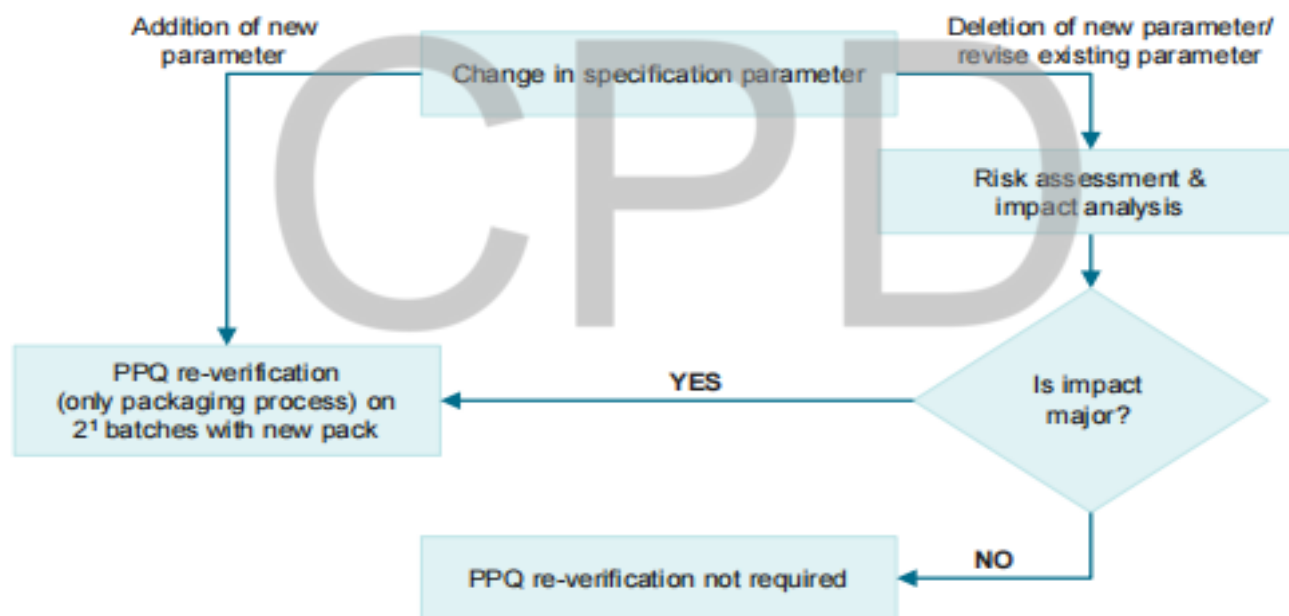 Addition of new
parameter
Change in specification parameter
Deletion of new parameter/
revise existing parameter
Risk assessment &
impact analysis
Is impact
major?
YES
PPQ re-verification
(only packaging process) on
2¹ batches with new pack
NO
PPQ re-verification not required
CPD